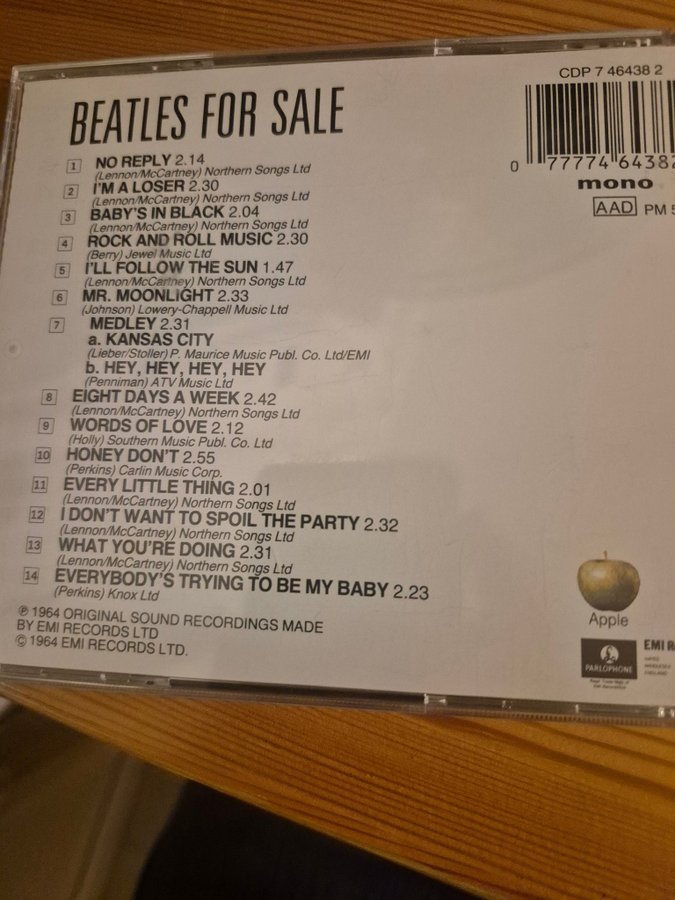 CDP 7 46438 2
BEATLES FOR SALE
0 77774 6438
mono
AAD PM
1 NO REPLY 2.14
(Lennon/McCartney) Northern Songs Ltd
2 I'M A LOSER 2.30
(Lennon/McCartney) Northern Songs Ltd
3 BABY'S IN BLACK 2.04
(Lennon/McCartney) Northern Songs Ltd
4 ROCK AND ROLL MUSIC 2.30
(Berry) Jewel Music Ltd
5 I'LL FOLLOW THE SUN 1.47
(Lennon/McCartney) Northern Songs Ltd
6 MR. MOONLIGHT 2.33
(Johnson) Lowery-Chappell Music Ltd
7 MEDLEY 2.31
a. KANSAS CITY
(Lieber/Stoller) P. Maurice Music Publ. Co. Ltd/EMI
b. HEY, HEY, HEY, HEY
(Penniman) ATV Music Ltd
8 EIGHT DAYS A WEEK 2.42
(Lennon/McCartney) Northern Songs Ltd
9 WORDS OF LOVE 2.12
(Holly) Southern Music Publ. Co. Ltd
10 HONEY DON'T 2.55
(Perkins) Carlin Music Corp.
11 EVERY LITTLE THING 2.01
(Lennon/McCartney) Northern Songs Ltd
12 I DON'T WANT TO SPOIL THE PARTY 2.32
(Lennon/McCartney) Northern Songs Ltd
13 WHAT YOU'RE DOING 2.31
(Lennon/McCartney) Northern Songs Ltd
14 EVERYBODY'S TRYING TO BE MY BABY 2.23
(Perkins) Knox Ltd
℗ 1964 ORIGINAL SOUND RECORDINGS MADE
BY EMI RECORDS LTD
© 1964 EMI RECORDS LTD.
Apple
PARLOPHONE
EMI